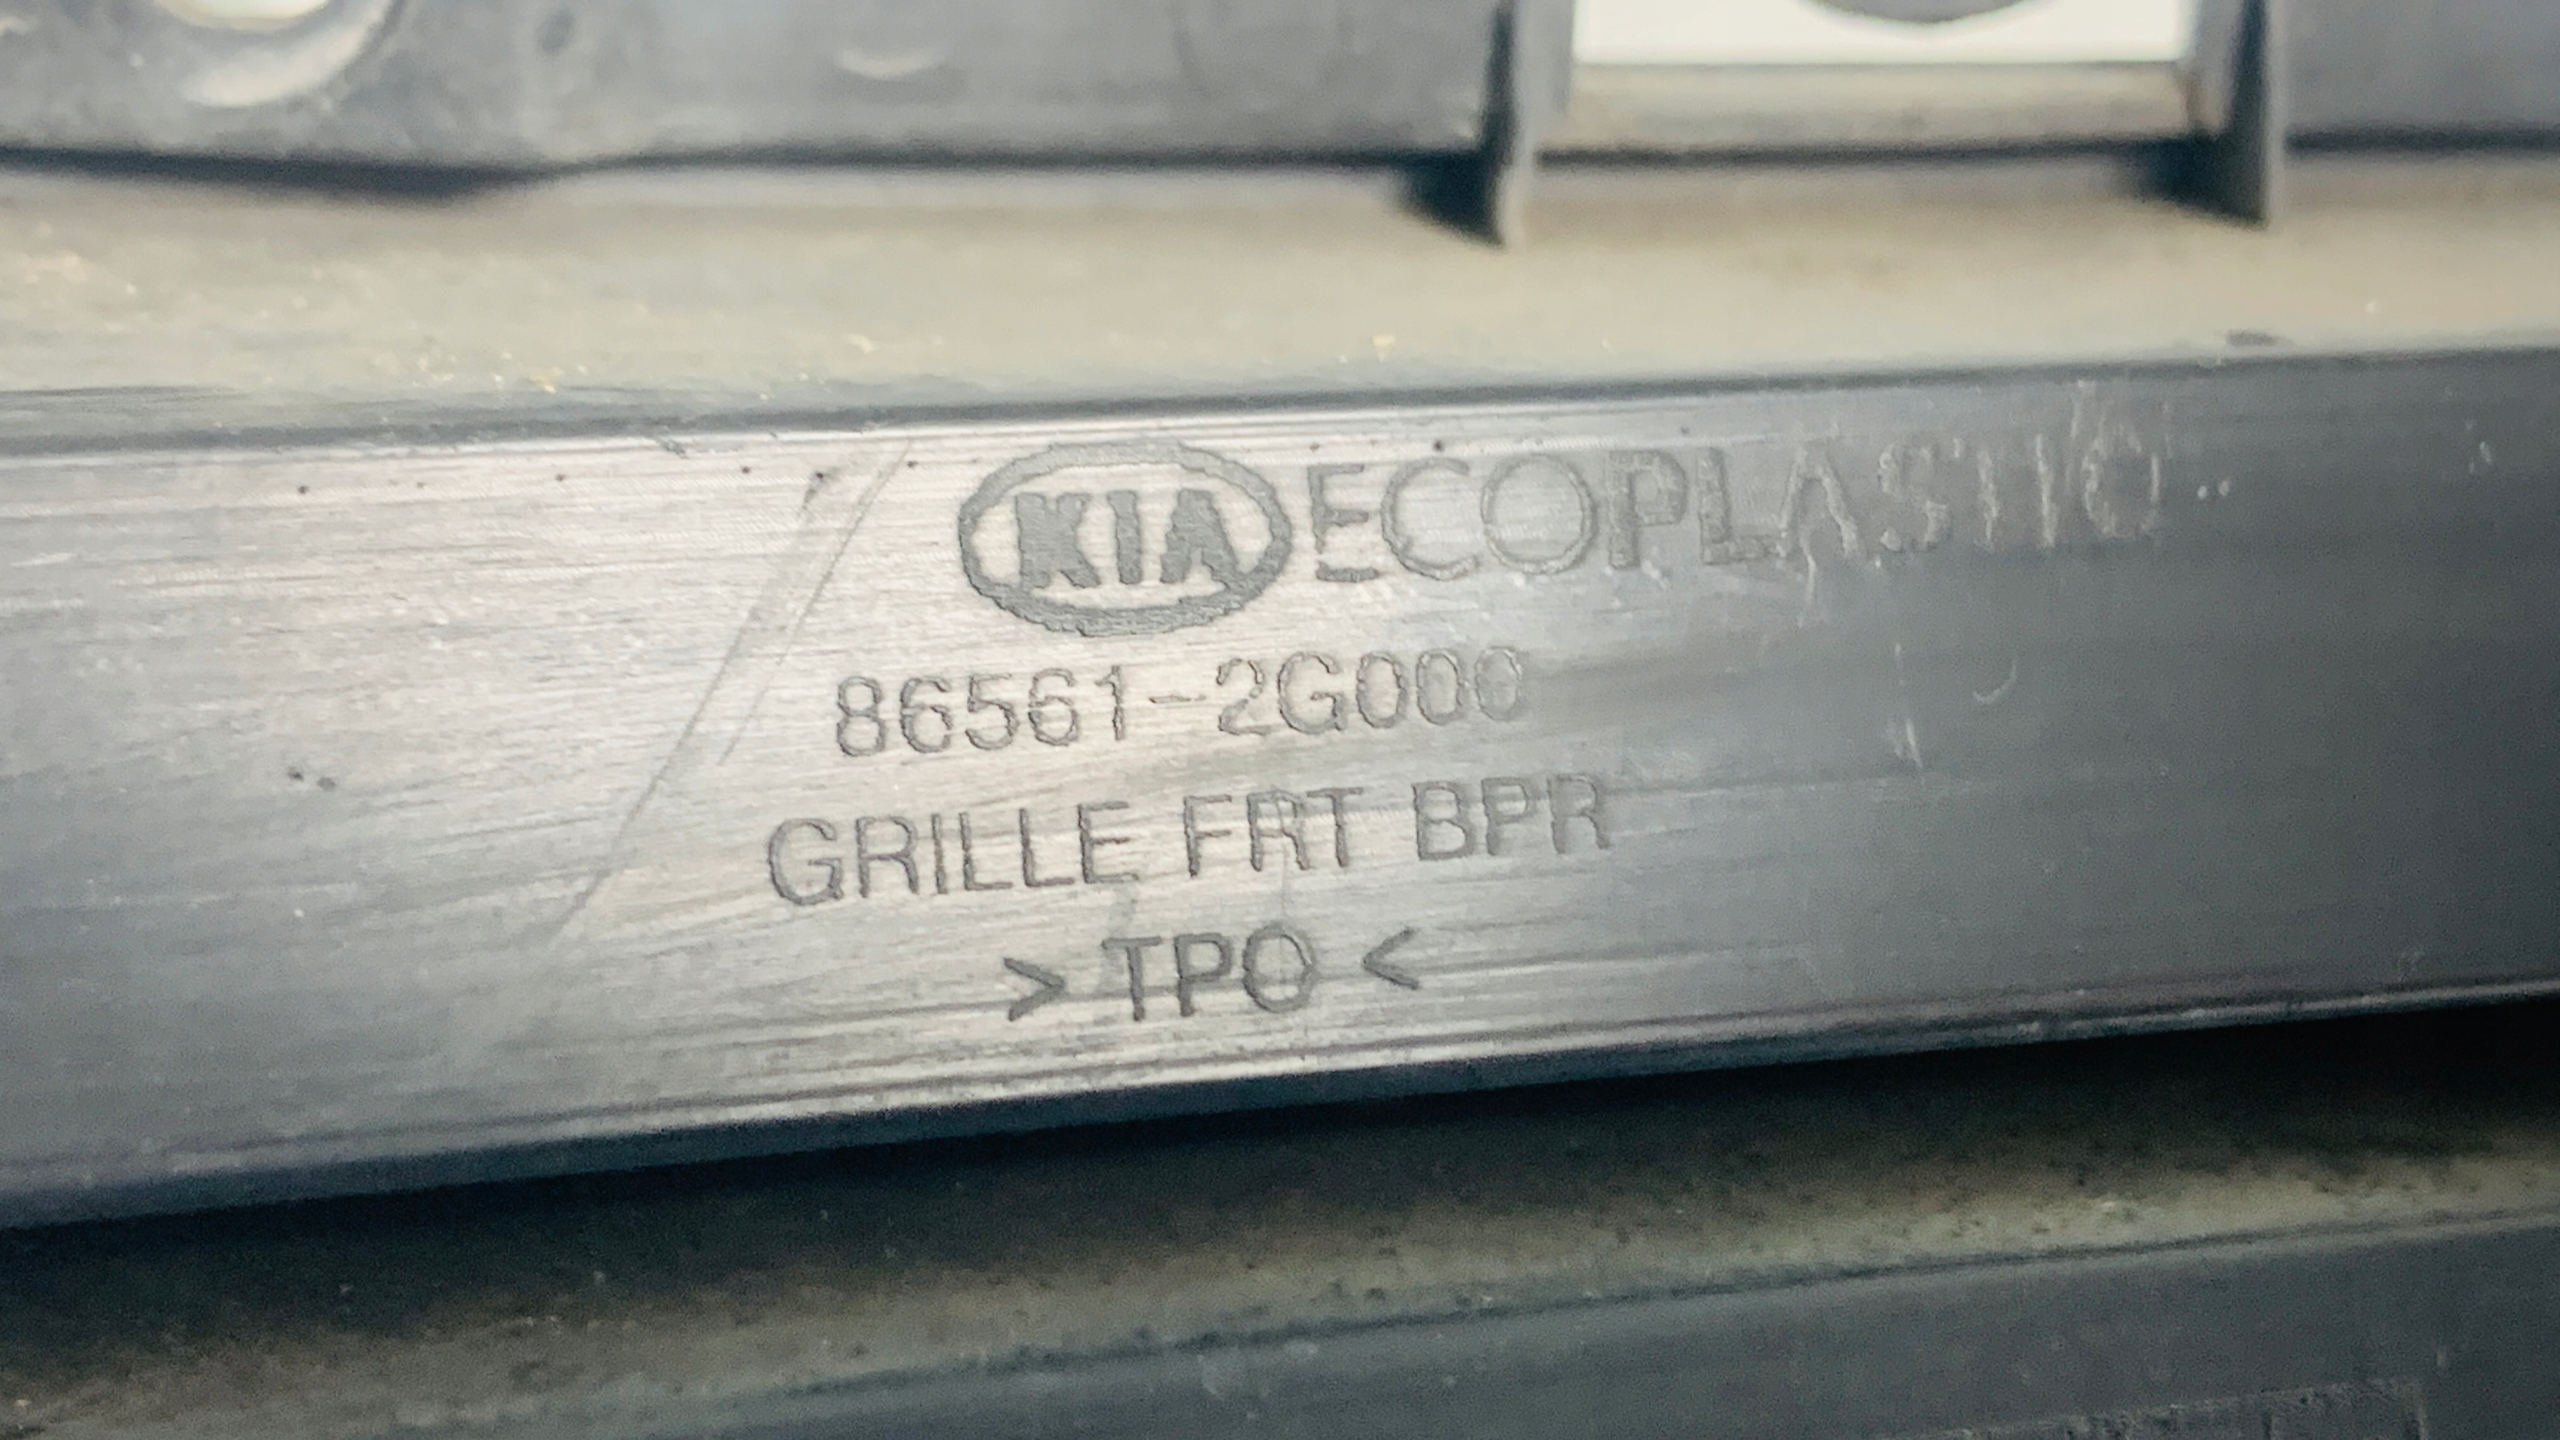 KIA ECOPLASTIC
86561-2G000
GRILLE FRT BPR
>TPO<